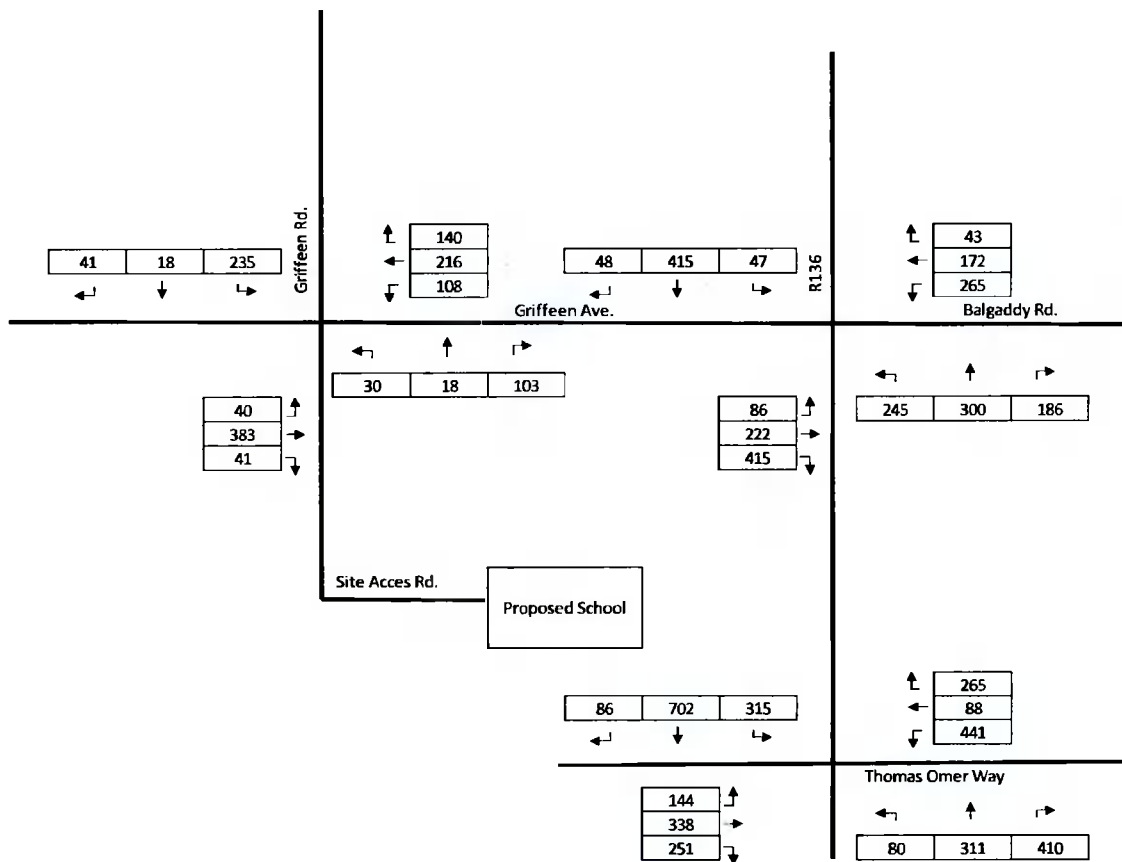 Griffeen Rd.
R136
140
43
41 18 235
216
48 415 47
172
108
265
Griffeen Ave.
Balgaddy Rd.
30 18 103
40
383
41
86
222
415
245 300 186
Site Acces Rd.
Proposed School
265
88
441
86 702 315
Thomas Omer Way
144
338
251
80 311 410